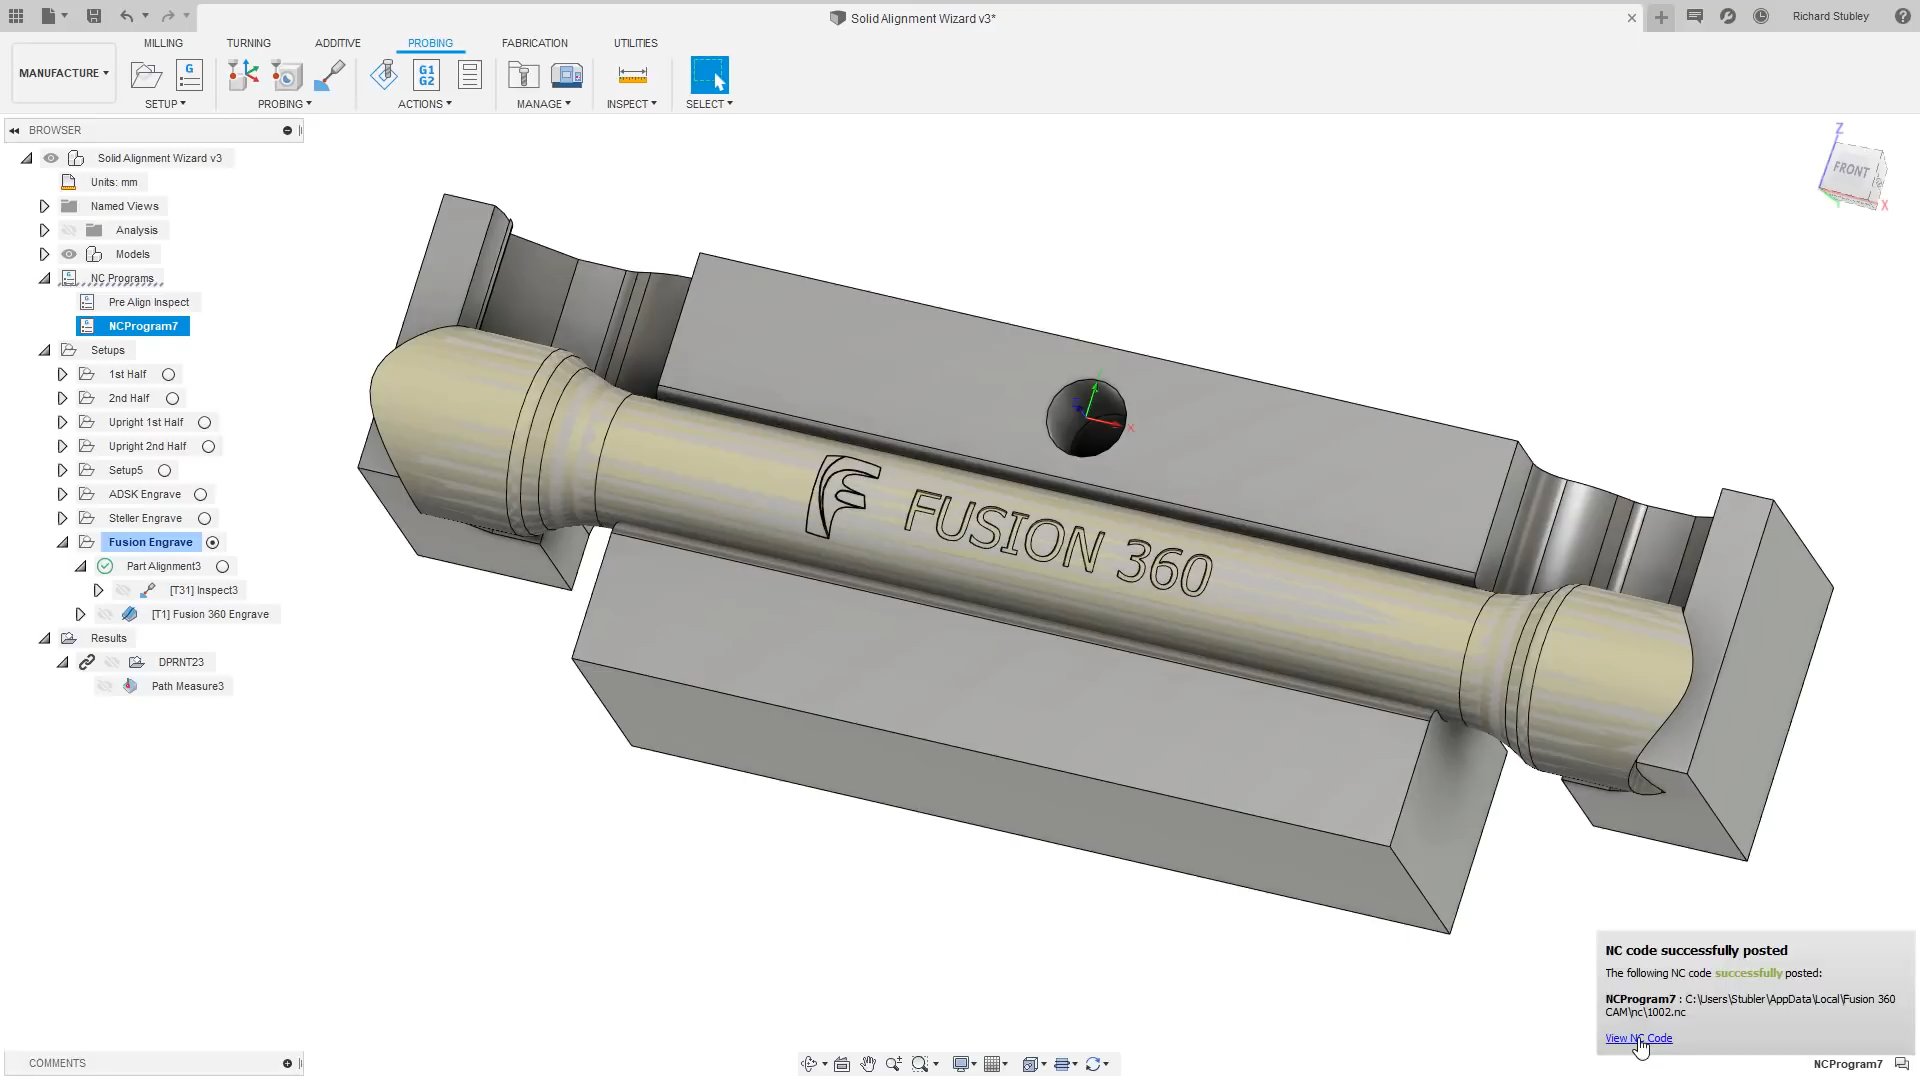 Solid Alignment Wizard v3*
Richard Stubley
MILLING TURNING ADDITIVE PROBING FABRICATION UTILITIES
MANUFACTURE
G
G1
G2
SETUP PROBING ACTIONS MANAGE INSPECT SELECT
BROWSER
Solid Alignment Wizard v3
Units: mm
Named Views
Analysis
Models
NC Programs
Pre Align Inspect
NCProgram7
Setups
1st Half
2nd Half
Upright 1st Half
Upright 2nd Half
Setup5
ADSK Engrave
Steller Engrave
Fusion Engrave
Part Alignment3
[T31] Inspect3
[T1] Fusion 360 Engrave
Results
DPRNT23
Path Measure3
Z
FRONT
X
Z
X
FUSION 360
NC code successfully posted
The following NC code successfully posted:
NCProgram7 : C:\Users\Stubler\AppData\Local\Fusion 360
CAM\nc\1002.nc
View NC Code
COMMENTS
NCProgram7